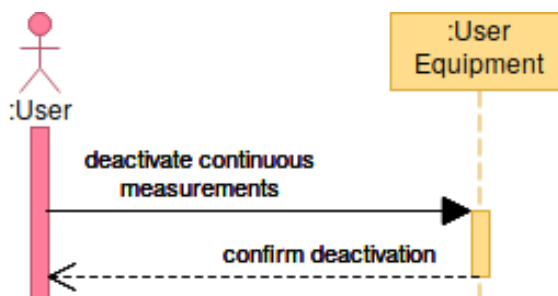 :User
Equipment
:User
deactivate continuous
measurements
confirm deactivation